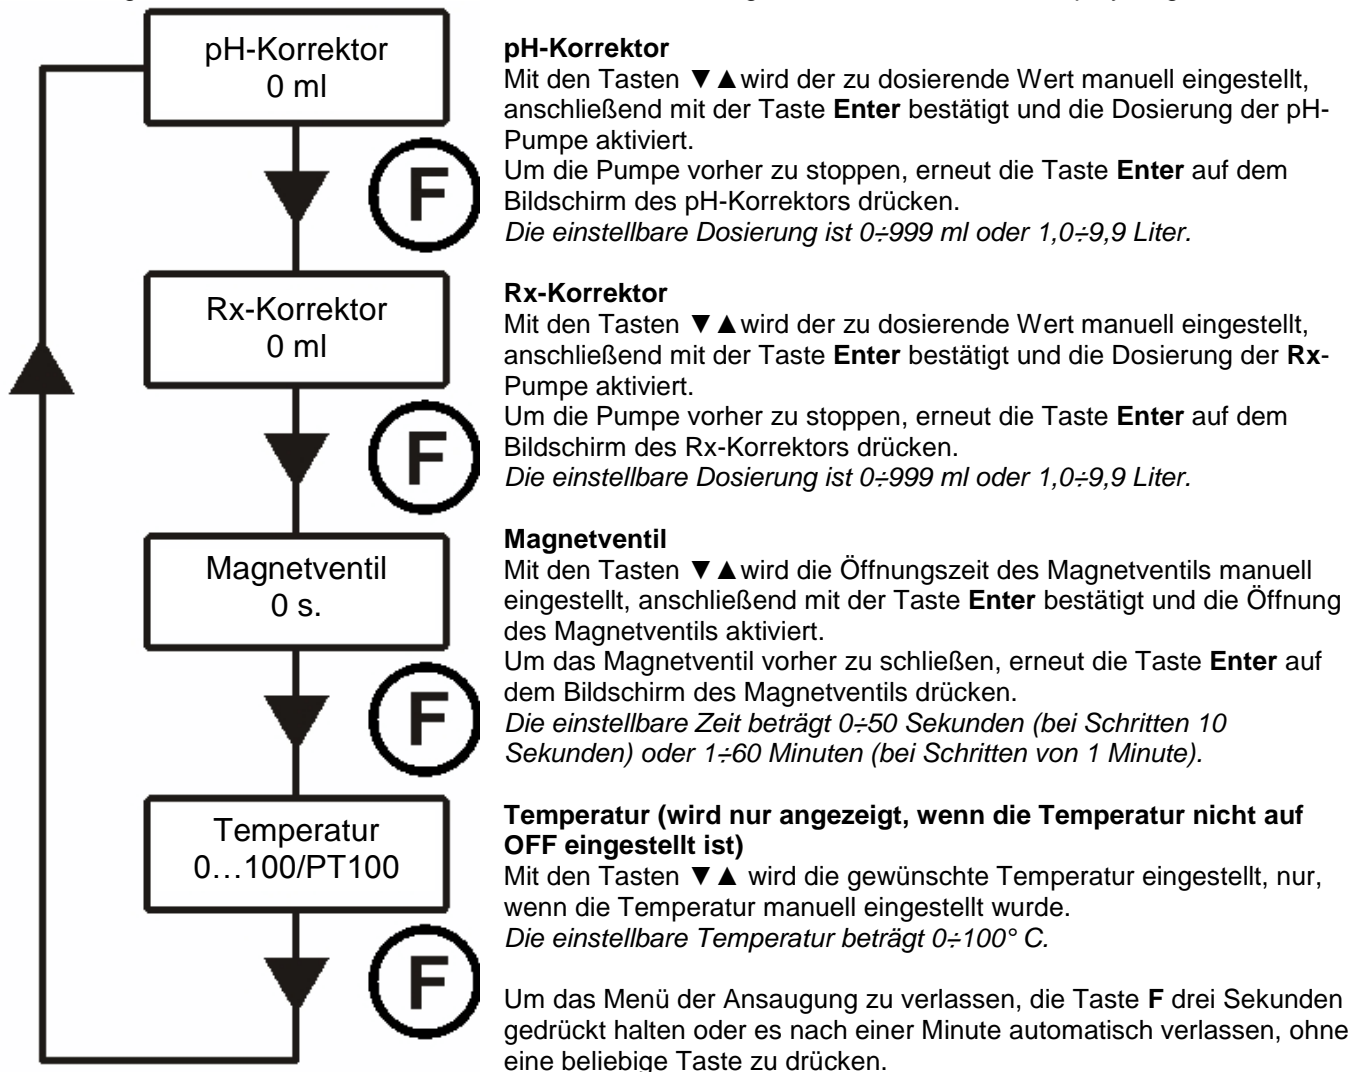 pH-Korrektor
0 ml
F
Rx-Korrektor
0 ml
F
Magnetventil
0 s.
F
Temperatur
0…100/PT100
F
pH-Korrektor
Mit den Tasten ▼▲wird der zu dosierende Wert manuell eingestellt,
anschließend mit der Taste Enter bestätigt und die Dosierung der pH-
Pumpe aktiviert.
Um die Pumpe vorher zu stoppen, erneut die Taste Enter auf dem
Bildschirm des pH-Korrektors drücken.
Die einstellbare Dosierung ist 0÷999 ml oder 1,0÷9,9 Liter.
Rx-Korrektor
Mit den Tasten ▼▲wird der zu dosierende Wert manuell eingestellt,
anschließend mit der Taste Enter bestätigt und die Dosierung der Rx-
Pumpe aktiviert.
Um die Pumpe vorher zu stoppen, erneut die Taste Enter auf dem
Bildschirm des Rx-Korrektors drücken.
Die einstellbare Dosierung ist 0÷999 ml oder 1,0÷9,9 Liter.
Magnetventil
Mit den Tasten ▼▲wird die Öffnungszeit des Magnetventils manuell
eingestellt, anschließend mit der Taste Enter bestätigt und die Öffnung
des Magnetventils aktiviert.
Um das Magnetventil vorher zu schließen, erneut die Taste Enter auf
dem Bildschirm des Magnetventils drücken.
Die einstellbare Zeit beträgt 0÷50 Sekunden (bei Schritten 10
Sekunden) oder 1÷60 Minuten (bei Schritten von 1 Minute).
Temperatur (wird nur angezeigt, wenn die Temperatur nicht auf
OFF eingestellt ist)
Mit den Tasten ▼▲ wird die gewünschte Temperatur eingestellt, nur,
wenn die Temperatur manuell eingestellt wurde.
Die einstellbare Temperatur beträgt 0÷100° C.
Um das Menü der Ansaugung zu verlassen, die Taste F drei Sekunden
gedrückt halten oder es nach einer Minute automatisch verlassen, ohne
eine beliebige Taste zu drücken.